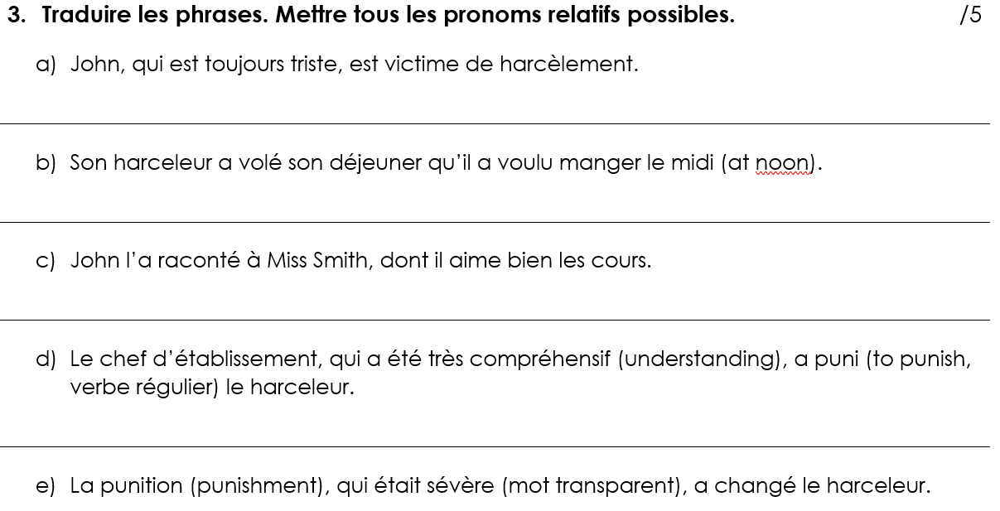 3. Traduire les phrases. Mettre tous les pronoms relatifs possibles. /5
a) John, qui est toujours triste, est victime de harcèlement.
b) Son harceleur a volé son déjeuner qu’il a voulu manger le midi (at noon).
c) John l’a raconté à Miss Smith, dont il aime bien les cours.
d) Le chef d’établissement, qui a été très compréhensif (understanding), a puni (to punish,
verbe régulier) le harceleur.
e) La punition (punishment), qui était sévère (mot transparent), a changé le harceleur.